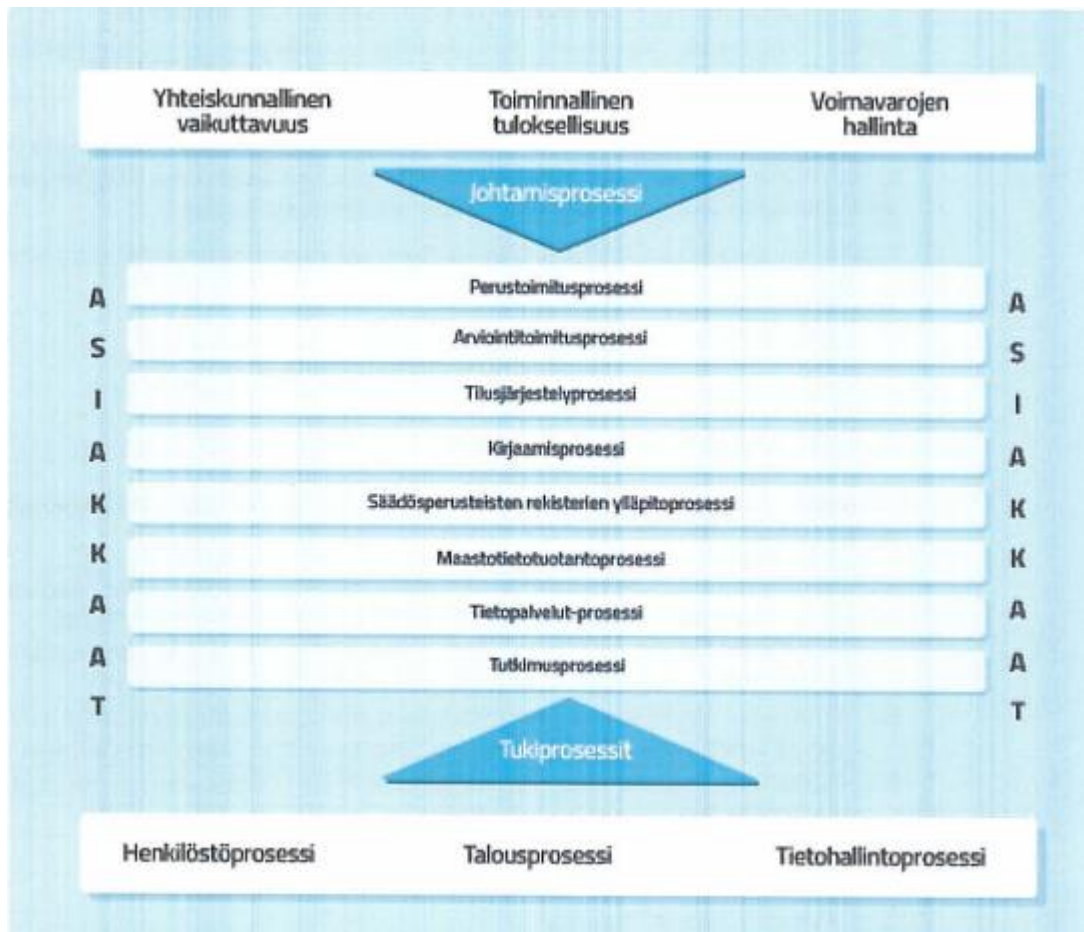 Yhteiskunnallinen
vaikuttavuus
Toiminnallinen
tuloksellisuus
Voimavarojen
hallinta
Johtamisprosessi
ASIAKKAAT
Perustoimitusprosessi
Arviointitoimitusprosessi
Tilusjärjestelyprosessi
Kirjaamisprosessi
Säädösperusteisten rekisterien ylläpitoprosessi
Maastotietotuotantoprosessi
Tietopalvelut-prosessi
Tutkimusprosessi
ASIAKKAAT
Tukiprosessit
Henkilöstöprosessi
Talousprosessi
Tietohallintoprosessi